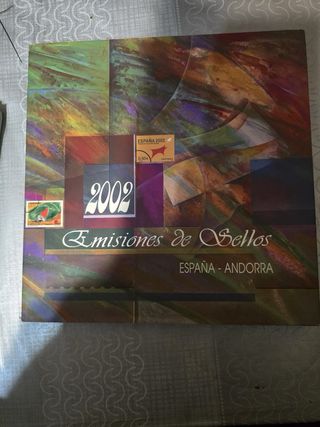 ESPAÑA 2002
2002
Emisiones de Sellos
ESPAÑA - ANDORRA